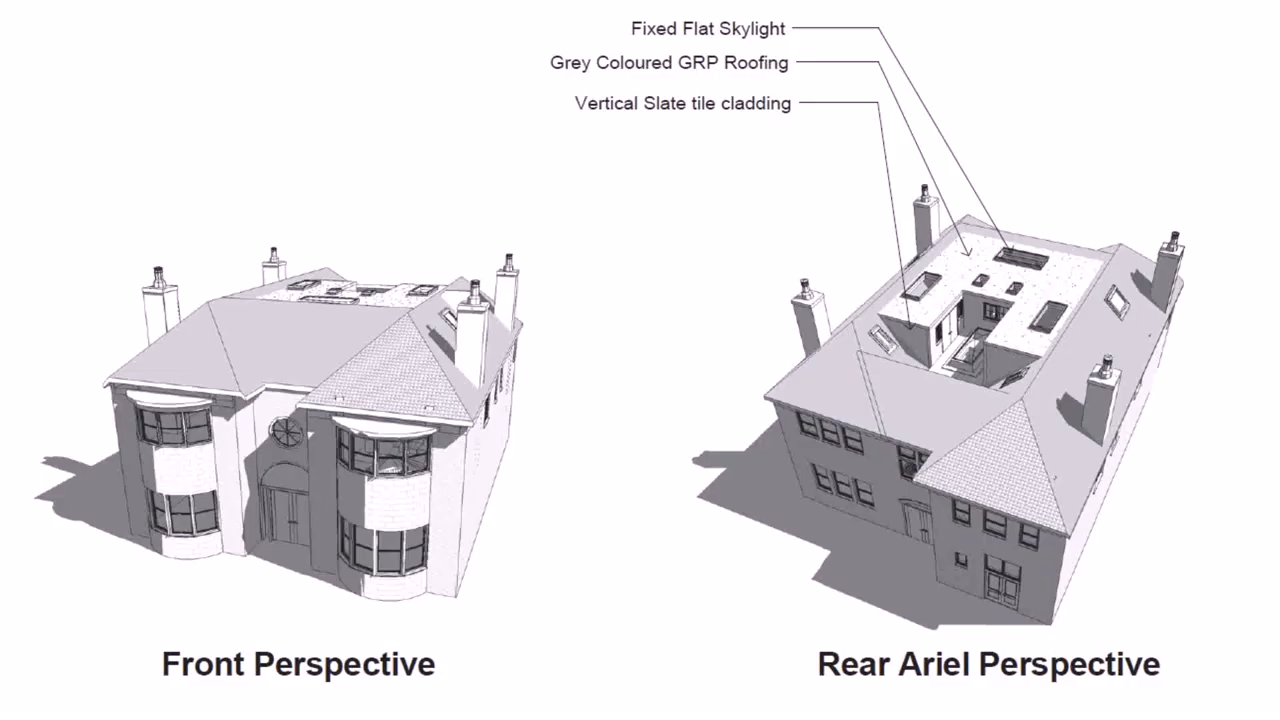 Fixed Flat Skylight
Grey Coloured GRP Roofing
Vertical Slate tile cladding
Front Perspective
Rear Ariel Perspective